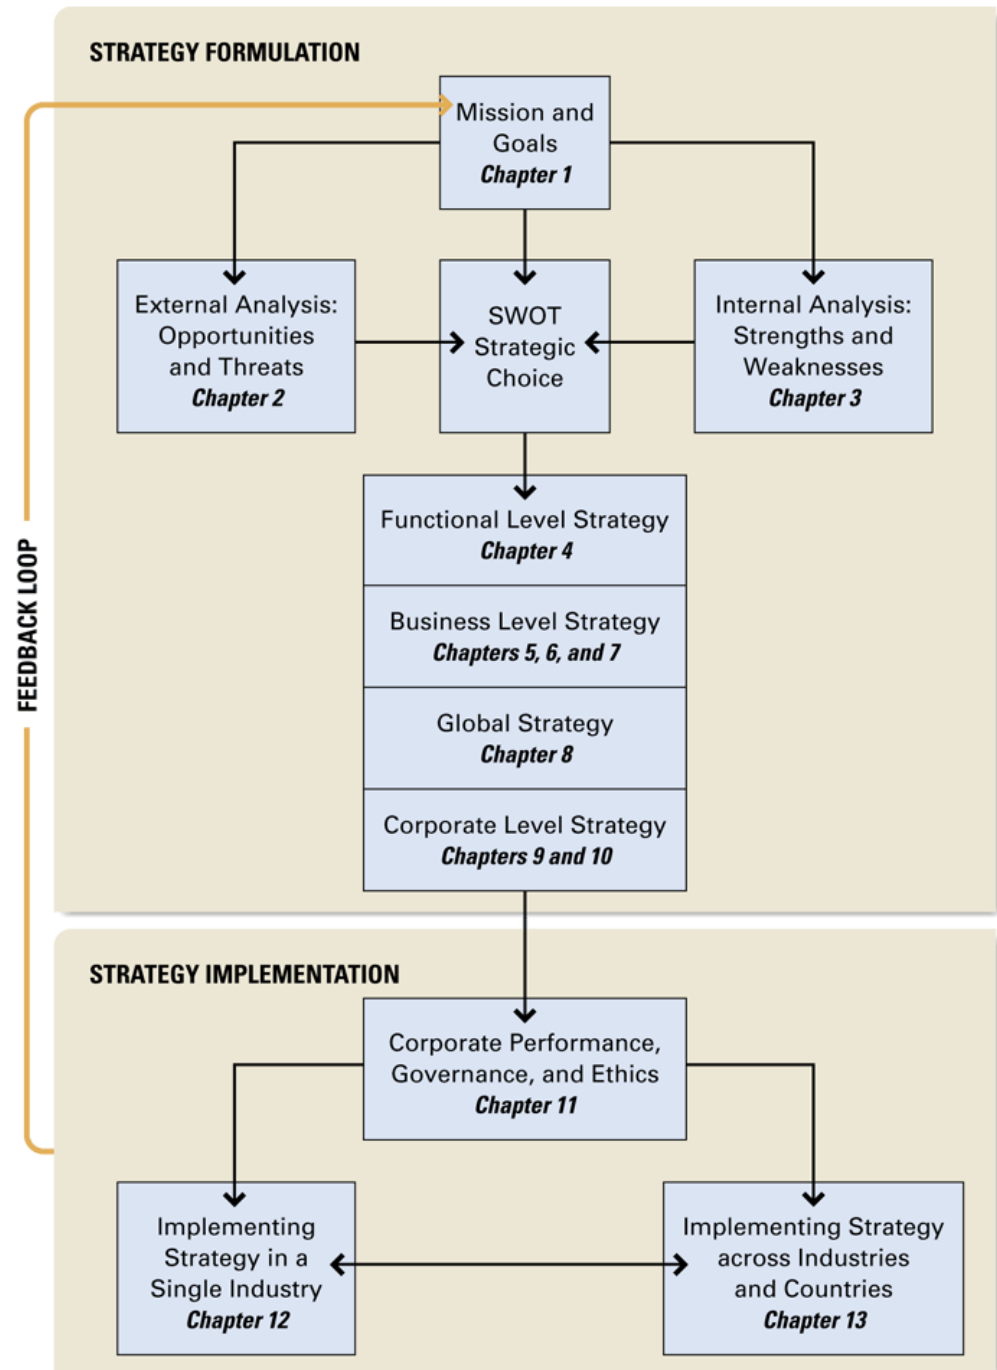 STRATEGY FORMULATION
Mission and
Goals
Chapter 1
External Analysis:
Opportunities
and Threats
Chapter 2
SWOT
Strategic
Choice
Internal Analysis:
Strengths and
Weaknesses
Chapter 3
Functional Level Strategy
Chapter 4
Business Level Strategy
Chapters 5, 6, and 7
Global Strategy
Chapter 8
Corporate Level Strategy
Chapters 9 and 10
FEEDBACK LOOP
STRATEGY IMPLEMENTATION
Corporate Performance,
Governance, and Ethics
Chapter 11
Implementing
Strategy in a
Single Industry
Chapter 12
Implementing Strategy
across Industries
and Countries
Chapter 13